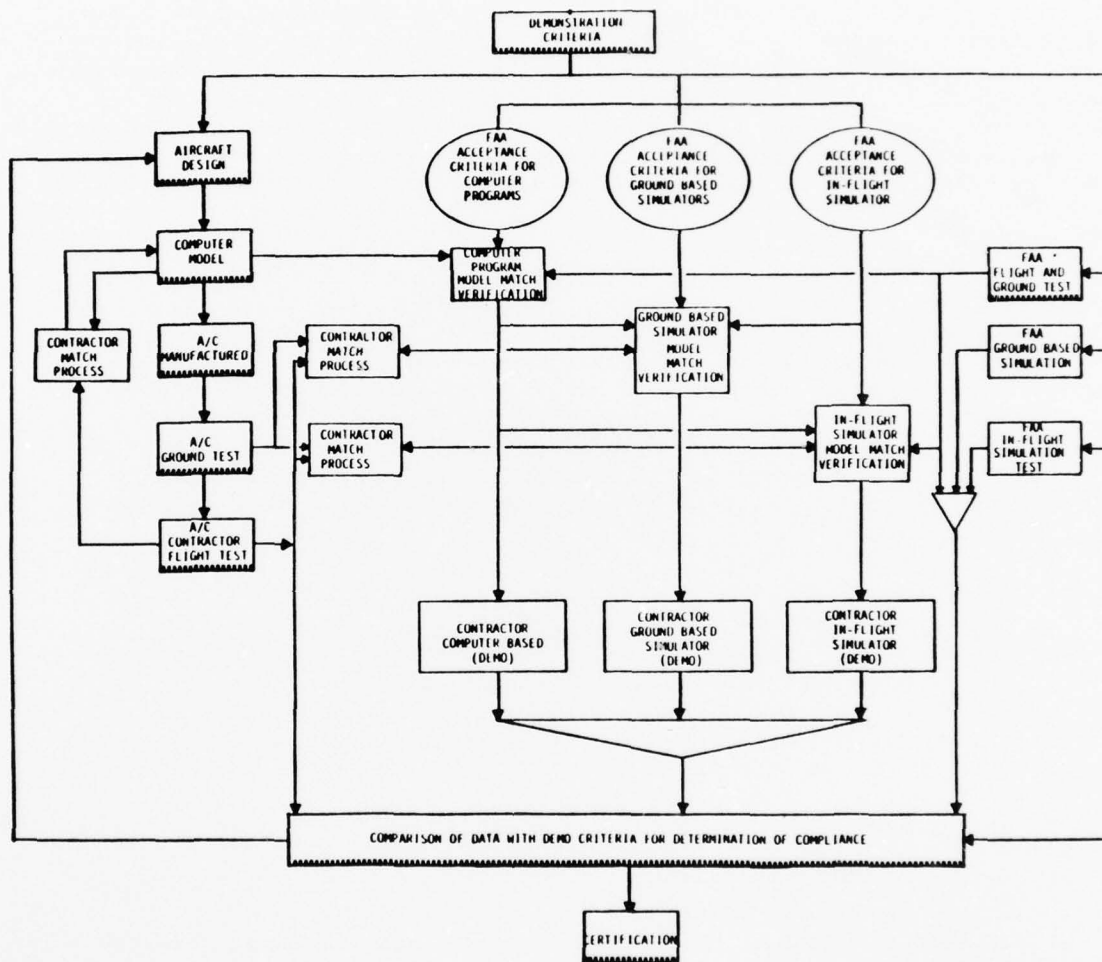 DEMONSTRATION
CRITERIA
AIRCRAFT
DESIGN
FAA
ACCEPTANCE
CRITERIA FOR
COMPUTER
PROGRAMS
FAA
ACCEPTANCE
CRITERIA FOR
GROUND BASED
SIMULATORS
FAA
ACCEPTANCE
CRITERIA FOR
IN-FLIGHT
SIMULATOR
COMPUTER
MODEL
COMPUTER
PROGRAM
MODEL MATCH
VERIFICATION
FAA
FLIGHT AND
GROUND TEST
CONTRACTOR
MATCH
PROCESS
A/C
MANUFACTURED
CONTRALTOR
MATCH
PROCESS
GROUND BASED
SIMULATOR
MODEL
MATCH
VERIFICATION
FAA
GROUND BASED
SIMULATION
A/C
GROUND TEST
CONTRACTOR
MATCH
PROCESS
IN-FLIGHT
SIMULATOR
MODEL MATCH
VERIFICATION
FAA
IN-FLIGHT
SIMULATION
TEST
A/C
CONTRACTOR
FLIGHT TEST
CONTRACTOR
COMPUTER BASED
(DEMO)
CONTRACTOR
GROUND BASED
SIMULATOR
(DEMO)
CONTRACTOR
IN-FLIGHT
SIMULATOR
(DEMO)
COMPARISON OF DATA WITH DEMO CRITERIA FOR DETERMINATION OF COMPLIANCE
CERTIFICATION